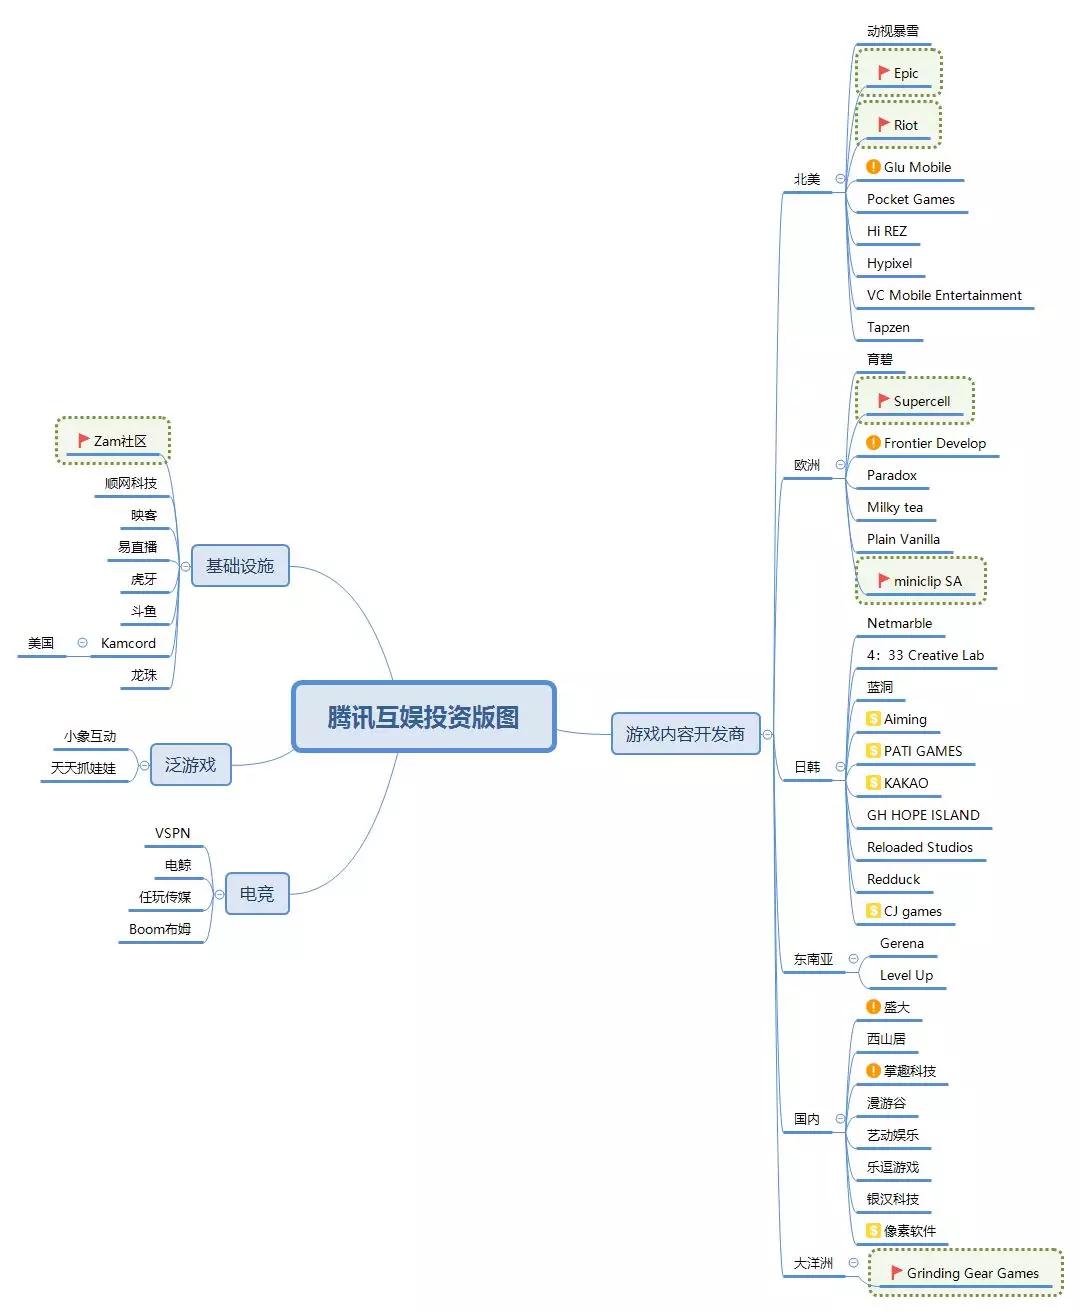 腾讯互娱投资版图
基础设施
Zam社区
顺网科技
映客
易直播
虎牙
斗鱼
Kamcord
美国
龙珠
泛游戏
小象互动
天天抓娃娃
电竞
VSPN
电鲸
任玩传媒
Boom布姆
游戏内容开发商
北美
动视暴雪
Epic
Riot
Glu Mobile
Pocket Games
Hi REZ
Hypixel
VC Mobile Entertainment
Tapzen
欧洲
育碧
Supercell
Frontier Develop
Paradox
Milky tea
Plain Vanilla
miniclip SA
日韩
Netmarble
4：33 Creative Lab
蓝洞
Aiming
PATI GAMES
KAKAO
GH HOPE ISLAND
Reloaded Studios
Redduck
CJ games
东南亚
Gerena
Level Up
国内
盛大
西山居
掌趣科技
漫游谷
艺动娱乐
乐逗游戏
银汉科技
像素软件
大洋洲
Grinding Gear Games